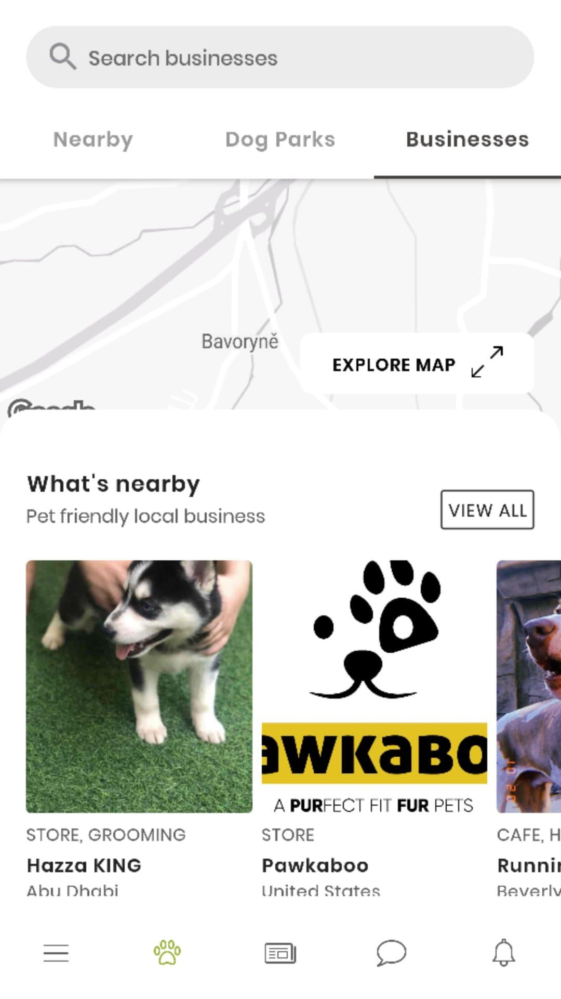 Search businesses
Nearby
Dog Parks
Businesses
Bavoryně
EXPLORE MAP
Google
What's nearby
Pet friendly local business
VIEW ALL
awkaBo
A PURFECT FIT FUR PETS
STORE, GROOMING
Hazza KING
Abu Dhabi
STORE
Pawkaboo
United States
CAFE, H
Runni
Beverly